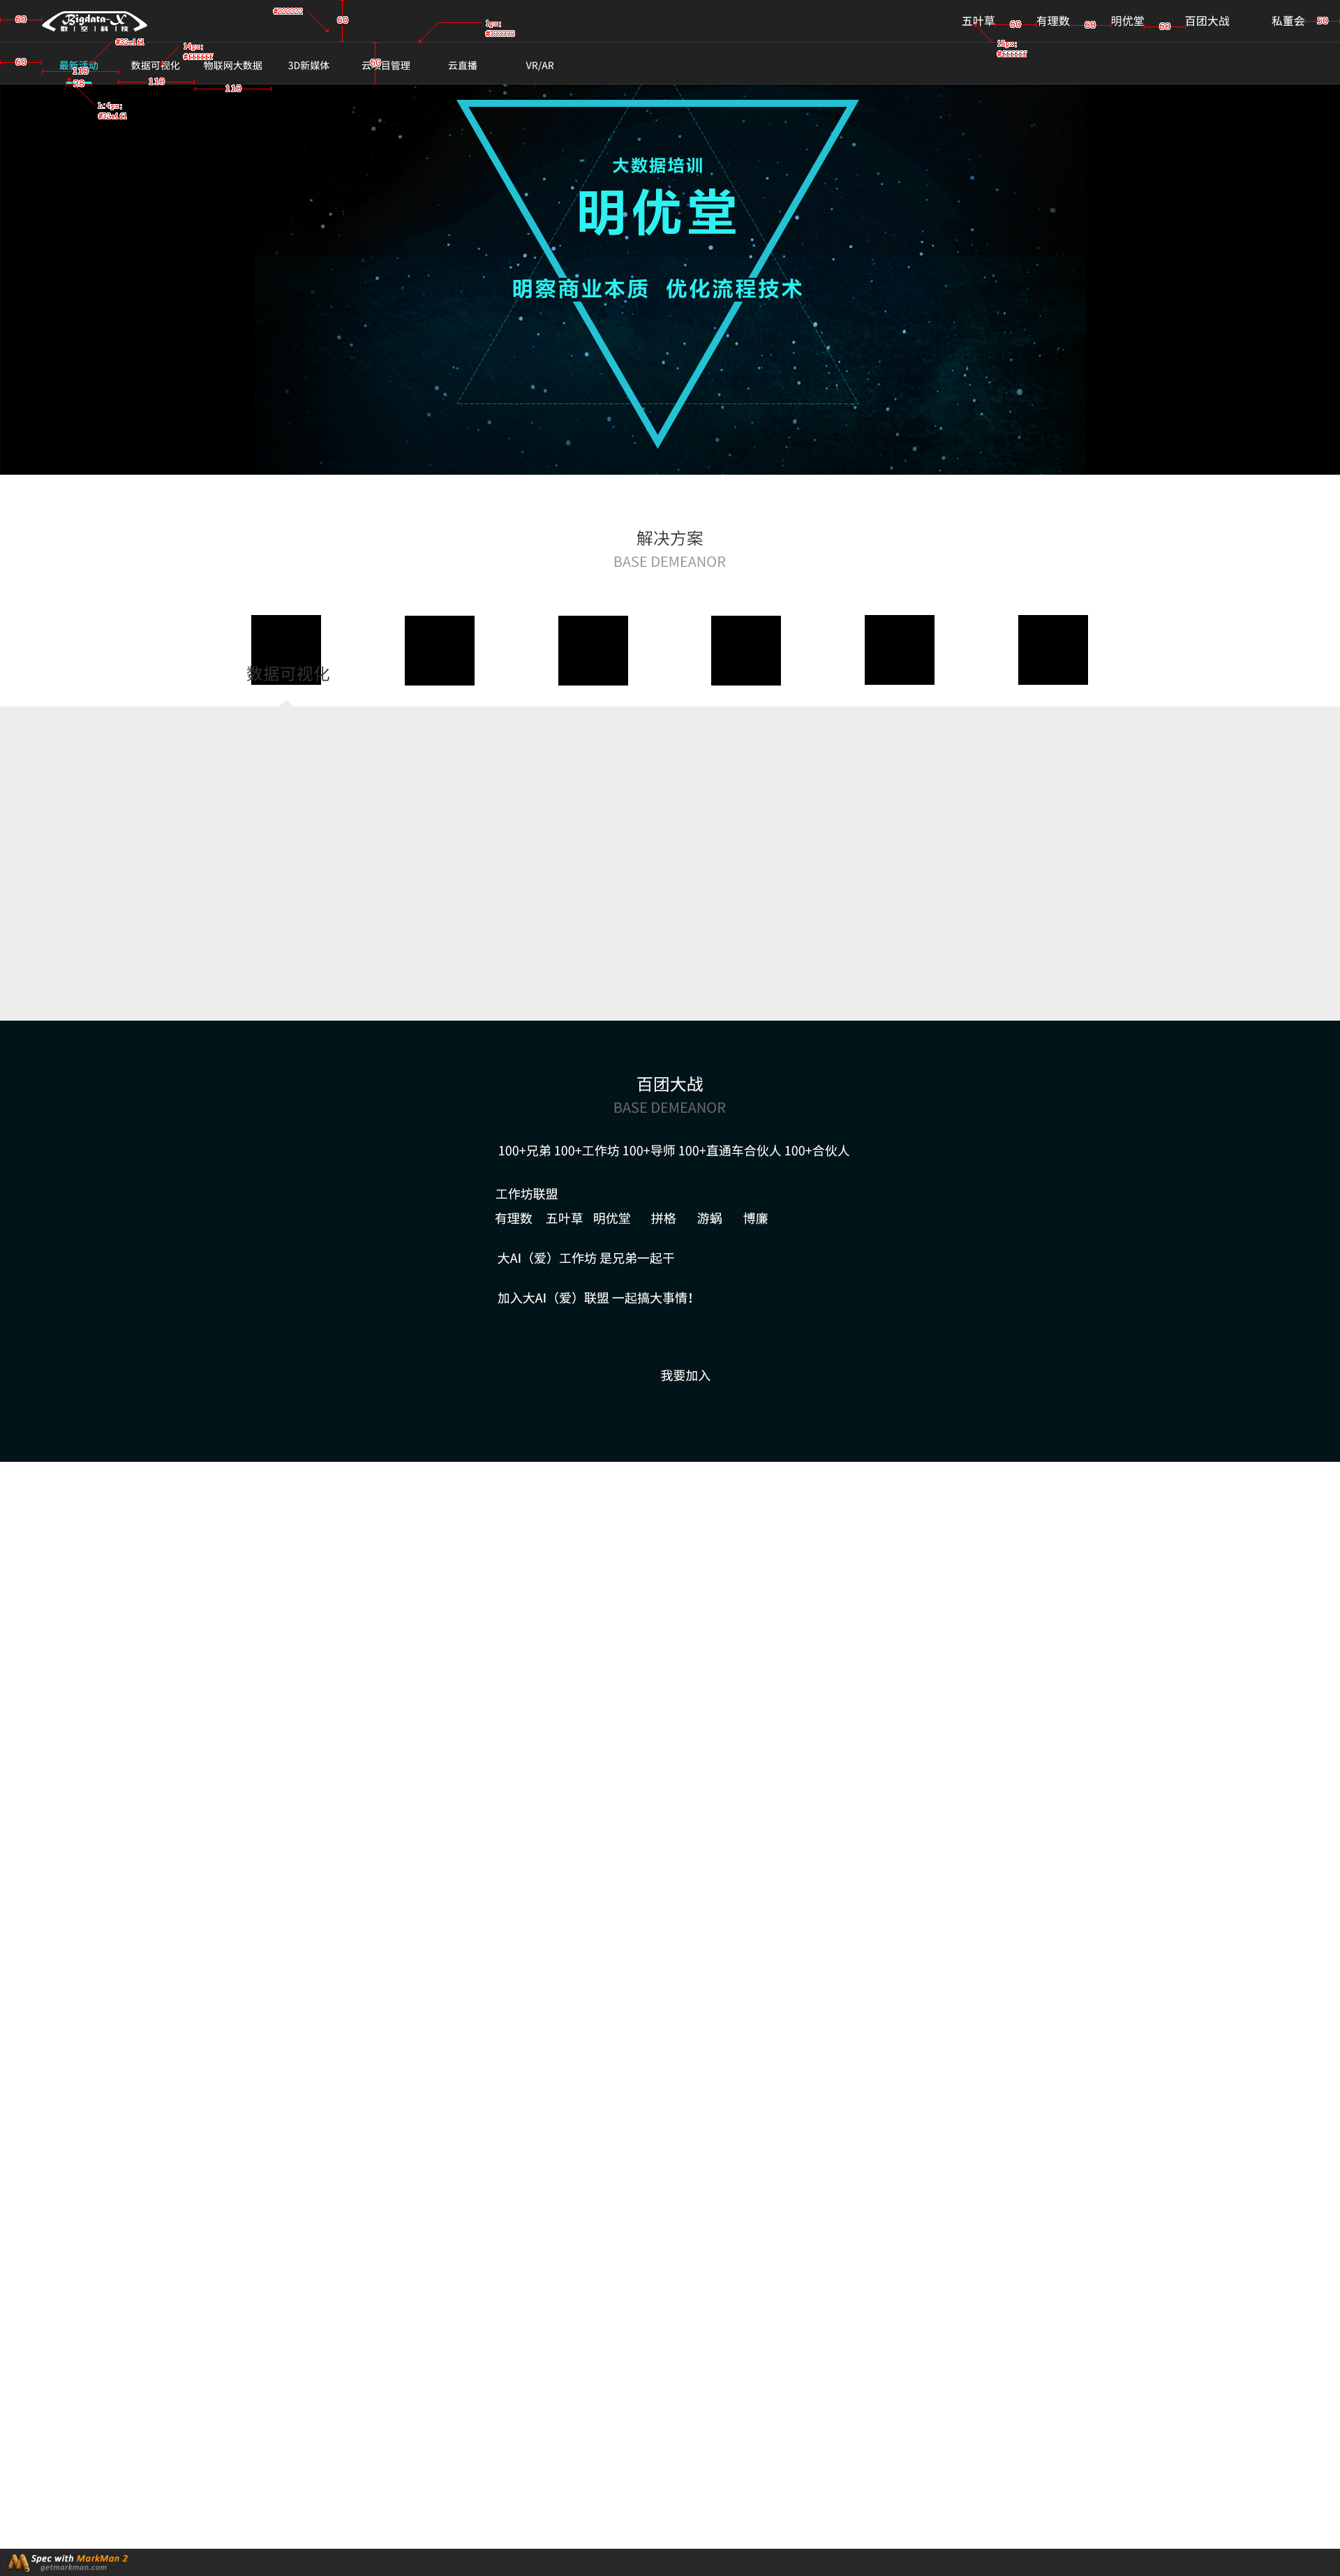 Bigdata-X
数 | 空 | 科 | 技
五叶草 有理数 明优堂 百团大战 私董会
60 60 60 60 60 50
#222222
1px;
#333333
#33e1f1
14px;
#ffffff
#ffffff
最新活动 数据可视化 物联网大数据 3D新媒体 云项目管理 云直播 VR/AR
60 110 60
38 110 110
大数据培训
明优堂
明察商业本质 优化流程技术
解决方案
BASE DEMEANOR
数据可视化
百团大战
BASE DEMEANOR
100+兄弟 100+工作坊 100+导师 100+直通车合伙人 100+合伙人
工作坊联盟
有理数 五叶草 明优堂 拼格 游蜗 博廉
大AI（爱）工作坊 是兄弟一起干
加入大AI（爱）联盟 一起搞大事情！
我要加入
Spec with MarkMan 2
getmarkman.com